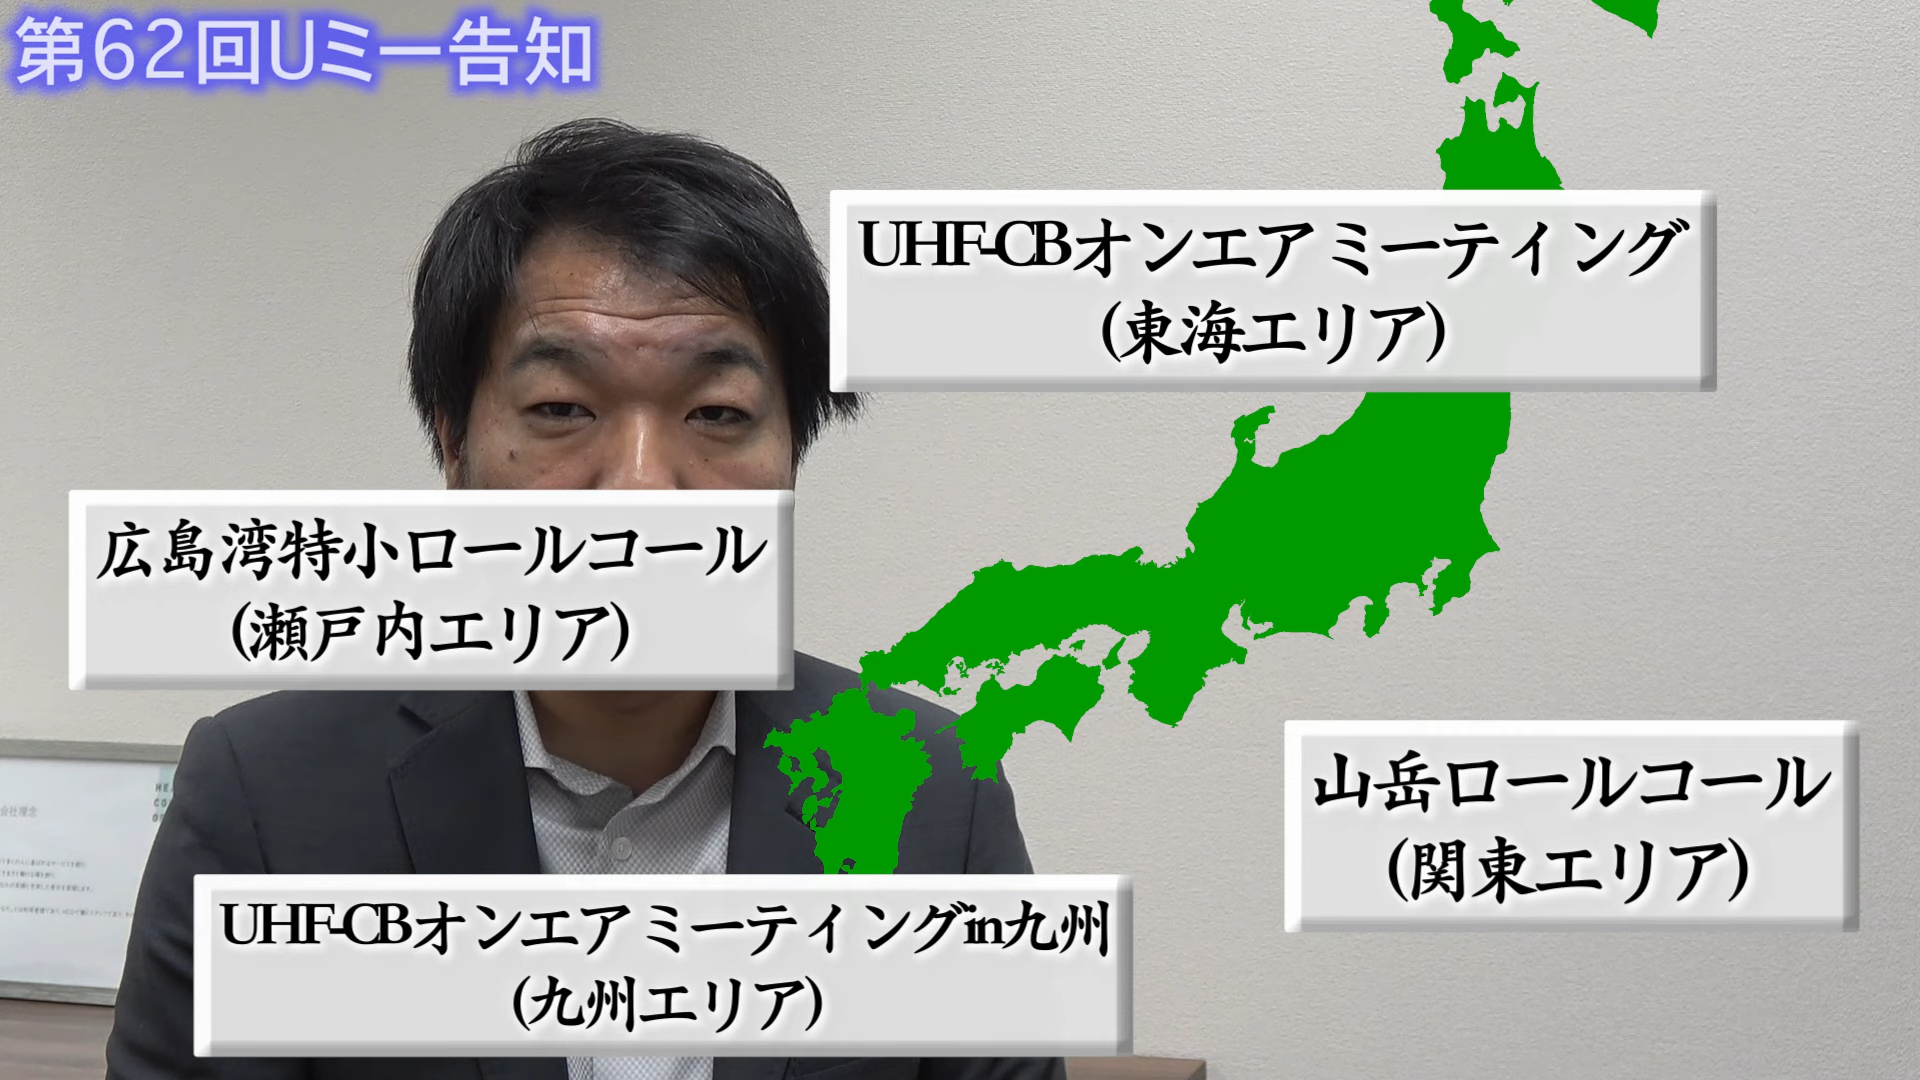 第62回Uミー告知
UHF-CBオンエアミーティング
(東海エリア)
広島湾特小ロールコール
(瀬戸内エリア)
山岳ロールコール
(関東エリア)
UHF-CBオンエアミーティングin九州
(九州エリア)
会社理念